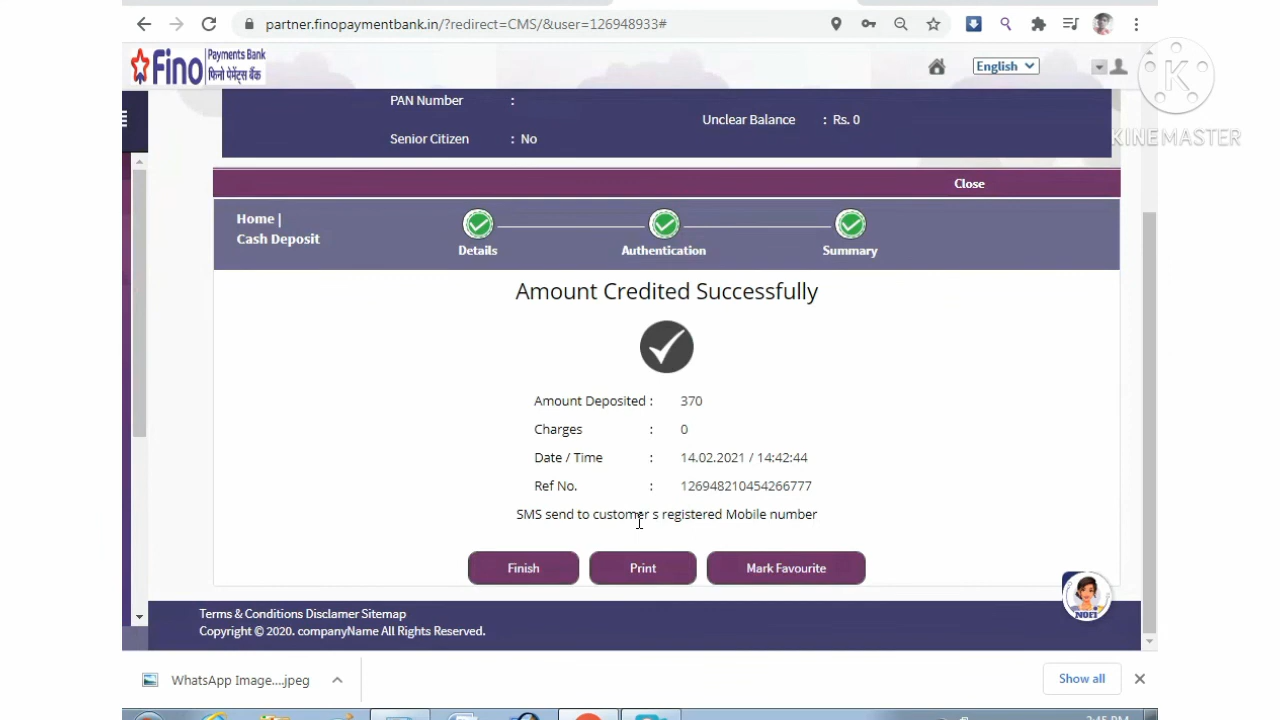 partner.finopaymentbank.in/?redirect=CMS/&user=126948933#
Fino Payments Bank
फिनो पेमेंट्स बैंक
English
K
KINEMASTER
PAN Number :
Unclear Balance : Rs. 0
Senior Citizen : No
Close
Home |
Cash Deposit
Details
Authentication
Summary
Amount Credited Successfully
Amount Deposited : 370
Charges : 0
Date / Time : 14.02.2021 / 14:42:44
Ref No. : 126948210454266777
SMS send to customer s registered Mobile number
Finish
Print
Mark Favourite
NOEL
Terms & Conditions Disclamer Sitemap
Copyright © 2020. companyName All Rights Reserved.
WhatsApp Image....jpeg
Show all